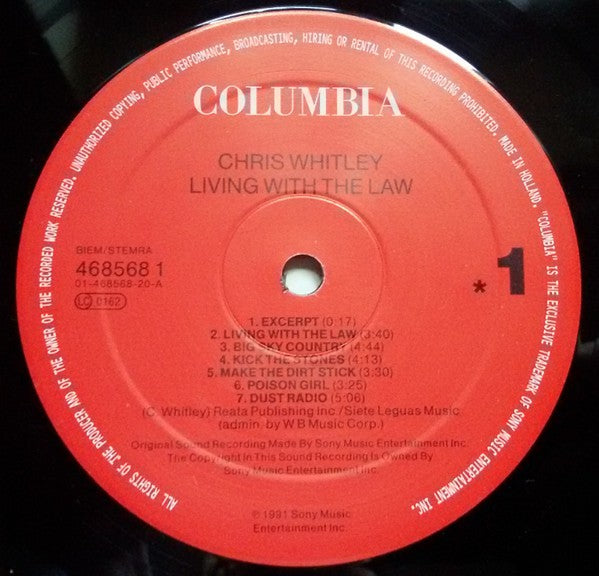 ALL RIGHTS OF THE PRODUCER AND OF THE OWNER OF THE RECORDED WORK RESERVED. UNAUTHORIZED COPYING, PUBLIC PERFORMANCE, BROADCASTING, HIRING OR RENTAL OF THIS RECORDING PROHIBITED. MADE IN HOLLAND. "COLUMBIA" IS THE EXCLUSIVE TRADEMARK OF SONY MUSIC ENTERTAINMENT INC.
COLUMBIA
CHRIS WHITLEY
LIVING WITH THE LAW
BIEM/STEMRA
468568 1
01-468568-20-A
LC 0162
* 1
1. EXCERPT (0:17)
2. LIVING WITH THE LAW (3:40)
3. BIG SKY COUNTRY (4:44)
4. KICK THE STONES (4:13)
5. MAKE THE DIRT STICK (3:30)
6. POISON GIRL (3:25)
7. DUST RADIO (5:06)
(C. Whitley) Reata Publishing inc /Siete Leguas Music
(admin. by W B Music Corp.)
Original Sound Recording Made By Sony Music Entertainment Inc.
The Copyright In This Sound Recording Is Owned By
Sony Music Entertainment Inc.
℗ 1991 Sony Music
Entertainment Inc.